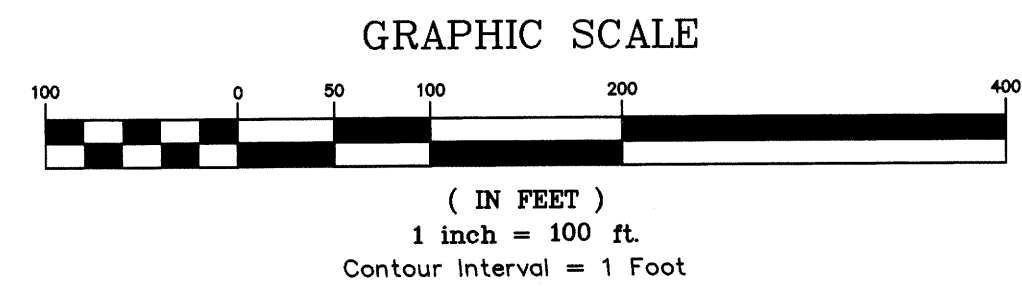 GRAPHIC SCALE
100 0 50 100 200 400
( IN FEET )
1 inch = 100 ft.
Contour Interval = 1 Foot